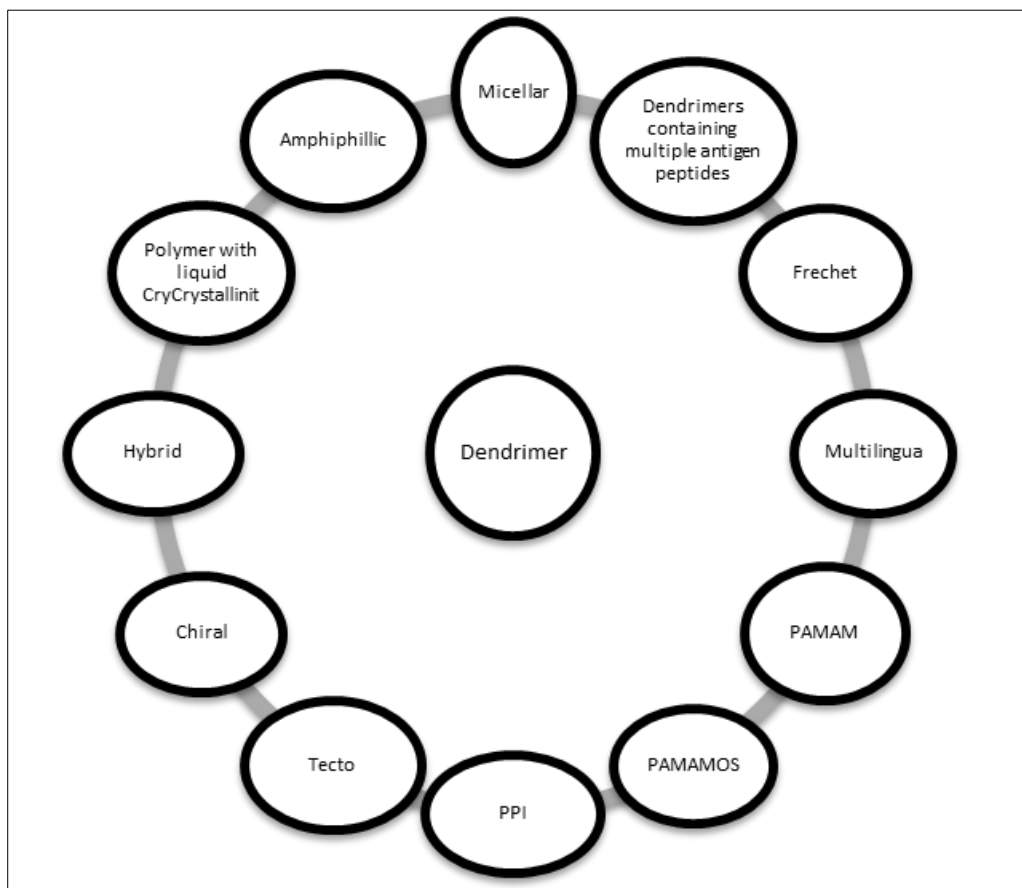 Micellar
Dendrimers
containing
multiple antigen
peptides
Frechet
Multilingua
PAMAM
PAMAMOS
PPI
Tecto
Chiral
Hybrid
Polymer with
liquid
CryCrystallinit
Amphiphillic
Dendrimer